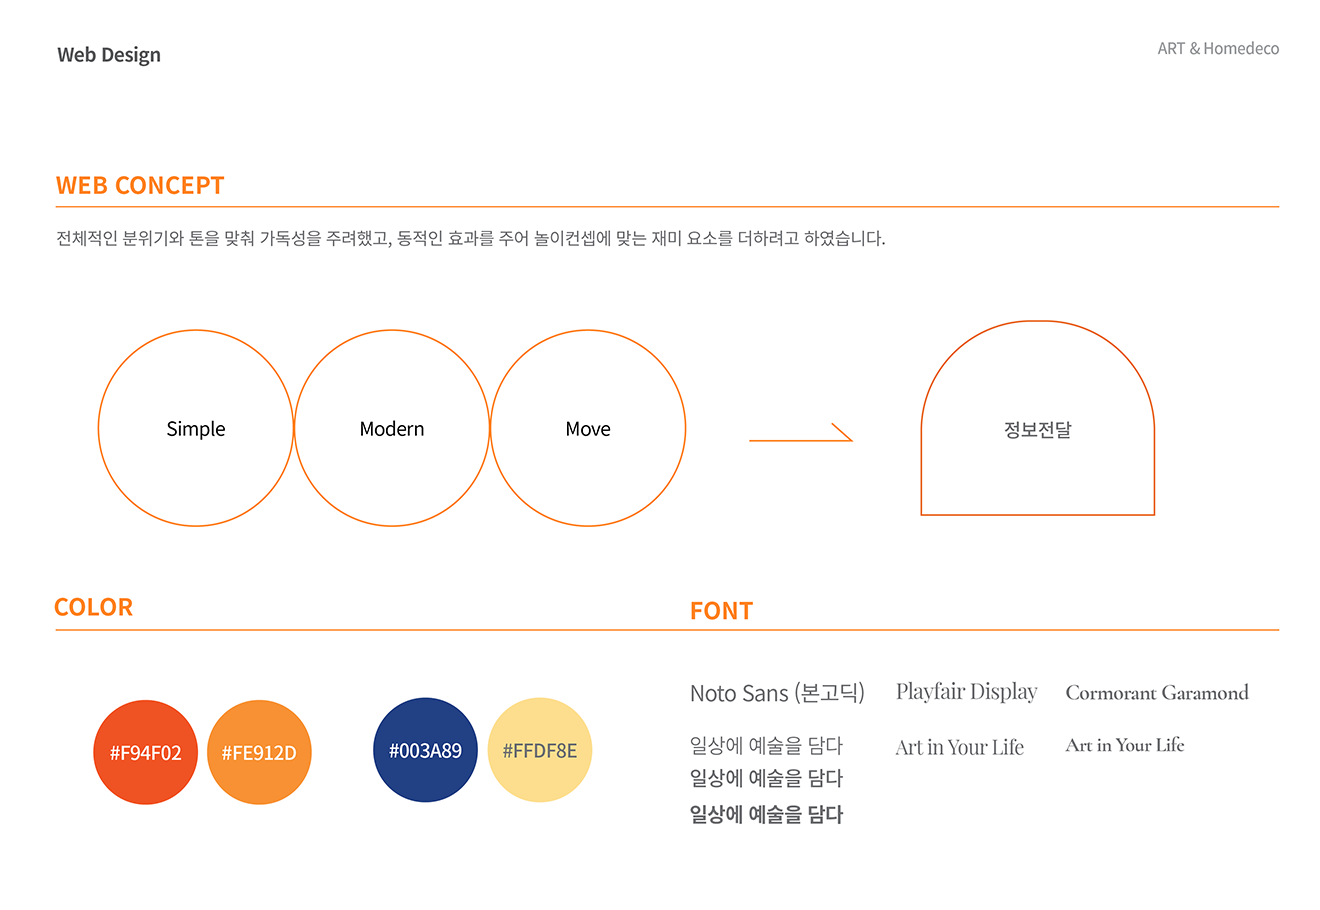 Web Design
ART & Homedeco
WEB CONCEPT
전체적인 분위기와 톤을 맞춰 가독성을 주려했고, 동적인 효과를 주어 놀이컨셉에 맞는 재미 요소를 더하려고 하였습니다.
Simple
Modern
Move
정보전달
COLOR
#F94F02
#FE912D
#003A89
#FFDF8E
FONT
Noto Sans (본고딕)
일상에 예술을 담다
일상에 예술을 담다
일상에 예술을 담다
Playfair Display
Art in Your Life
Cormorant Garamond
Art in Your Life